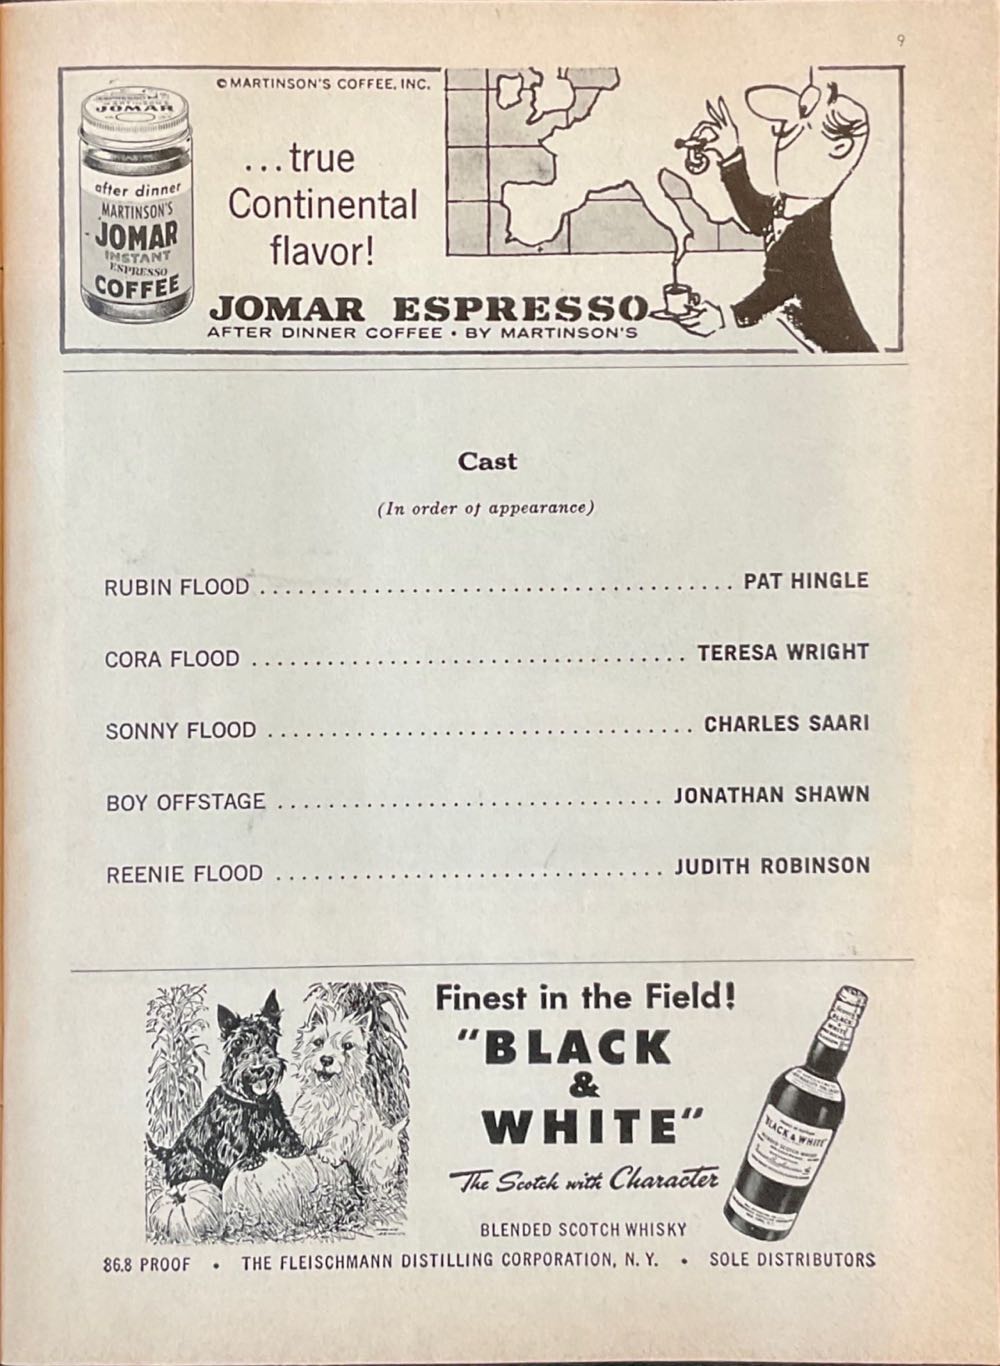 9
© MARTINSON'S COFFEE, INC.
JOMAR
after dinner
MARTINSON'S
JOMAR
INSTANT
ESPRESSO
COFFEE
...true
Continental
flavor!
JOMAR ESPRESSO
AFTER DINNER COFFEE • BY MARTINSON'S
Cast
(In order of appearance)
RUBIN FLOOD ..................................... PAT HINGLE
CORA FLOOD .................................. TERESA WRIGHT
SONNY FLOOD ................................. CHARLES SAARI
BOY OFFSTAGE .............................. JONATHAN SHAWN
REENIE FLOOD .............................. JUDITH ROBINSON
Finest in the Field!
"BLACK
&
WHITE"
The Scotch with Character
BLENDED SCOTCH WHISKY
BLACK & WHITE
86.8 PROOF • THE FLEISCHMANN DISTILLING CORPORATION, N. Y. • SOLE DISTRIBUTORS